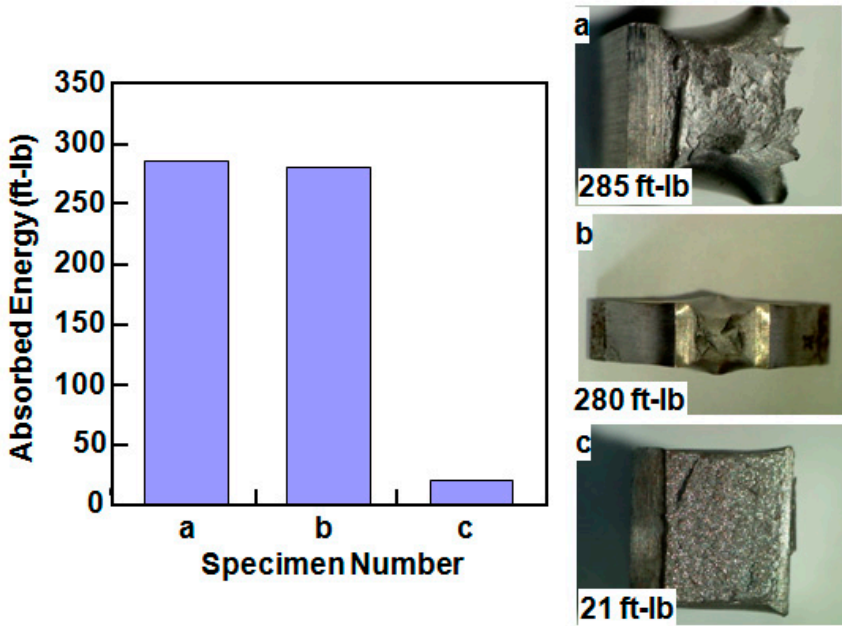 350
300
250
200
150
100
50
0
Absorbed Energy (ft-lb)
a b c
Specimen Number
a
285 ft-lb
b
280 ft-lb
c
21 ft-lb